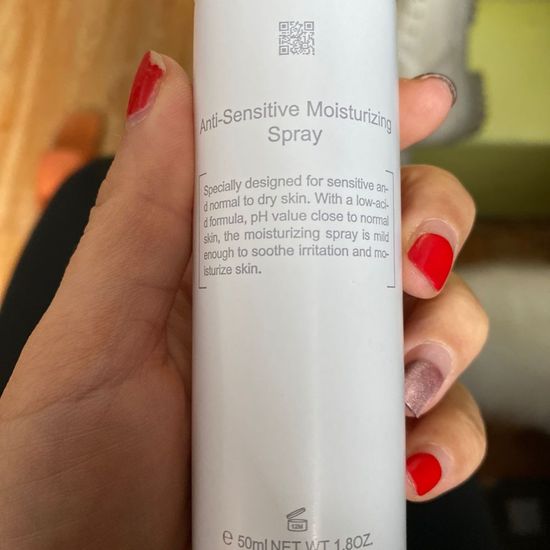 Anti-Sensitive Moisturizing
Spray
Specially designed for sensitive an-
d normal to dry skin. With a low-aci-
d formula, pH value close to normal
skin, the moisturizing spray is mild
enough to soothe irritation and mo-
isturize skin.
12M
e 50ml NET WT 1.8OZ.